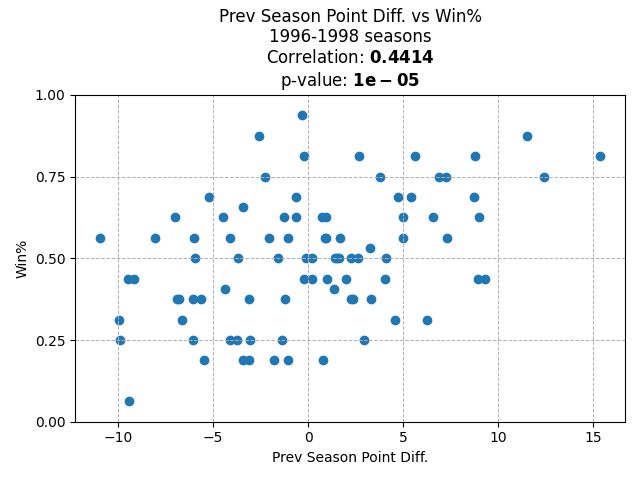 Prev Season Point Diff. vs Win%
1996-1998 seasons
Correlation: 0.4414
p-value: 1e − 05
1.00
0.75
0.50
0.25
0.00
Win%
−10
−5
0
5
10
15
Prev Season Point Diff.